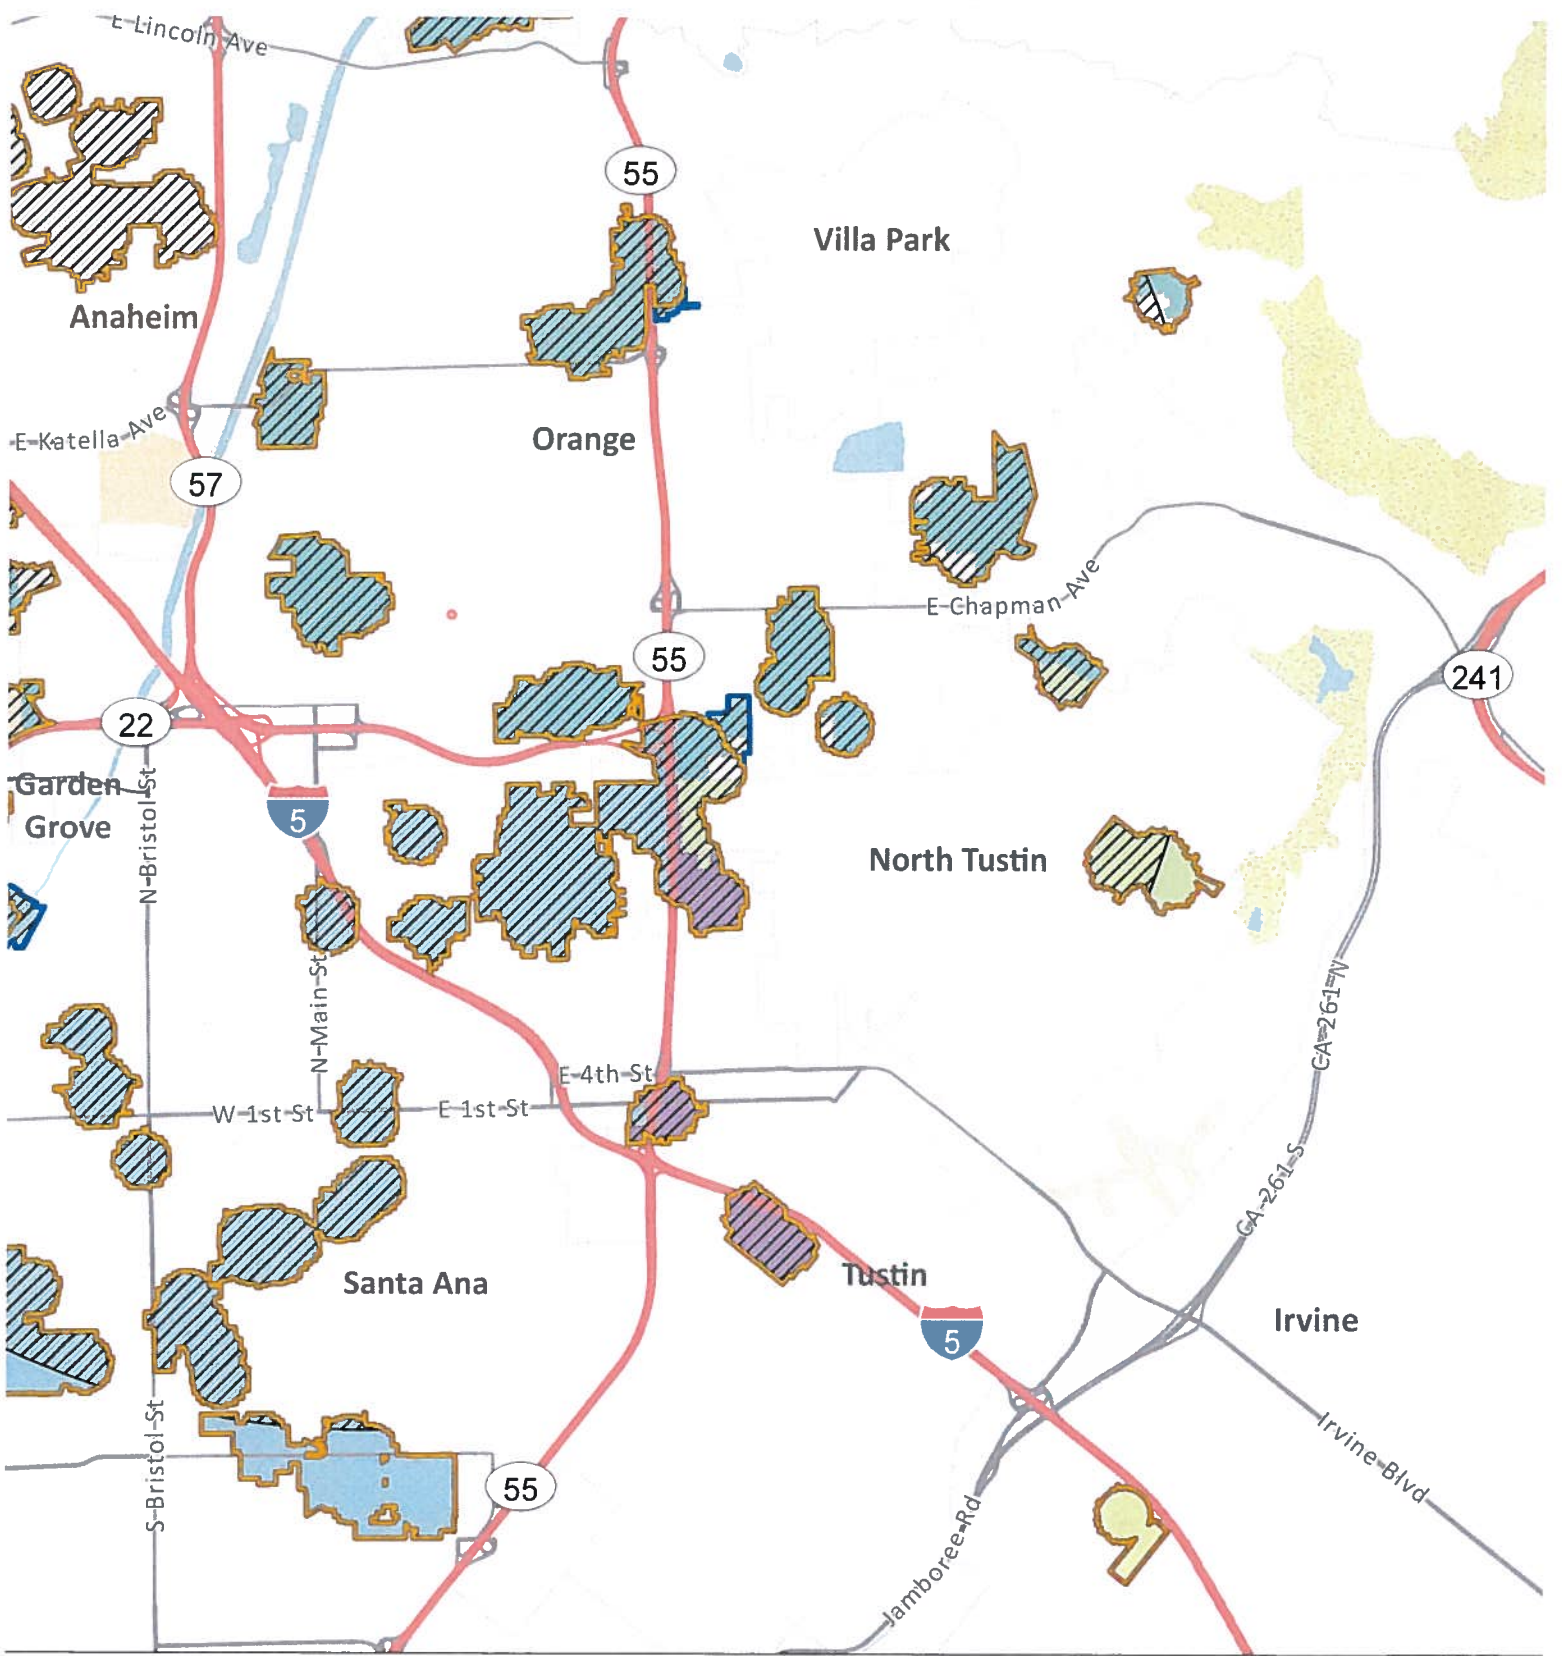 E Lincoln Ave
55
Villa Park
Anaheim
E Katella Ave
Orange
57
E Chapman Ave
55
241
22
Garden
Grove
N Bristol St
5
North Tustin
N Main St
CA-261 N
E 4th St
W 1st St
E 1st St
CA-261 S
Santa Ana
Tustin
5
Irvine
S Bristol St
Irvine Blvd
55
Jamboree Rd